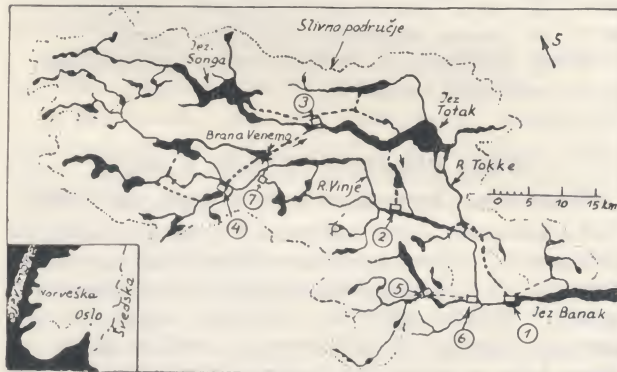 Slivno područje
Jez.
Songa
S
Jez
Totak
3
Brana Venemo
R. Tokke
R. Vinje
0 5 10 15 km
7
4
2
5
6
1
Jez Banak
Norveška
Oslo
Švedska